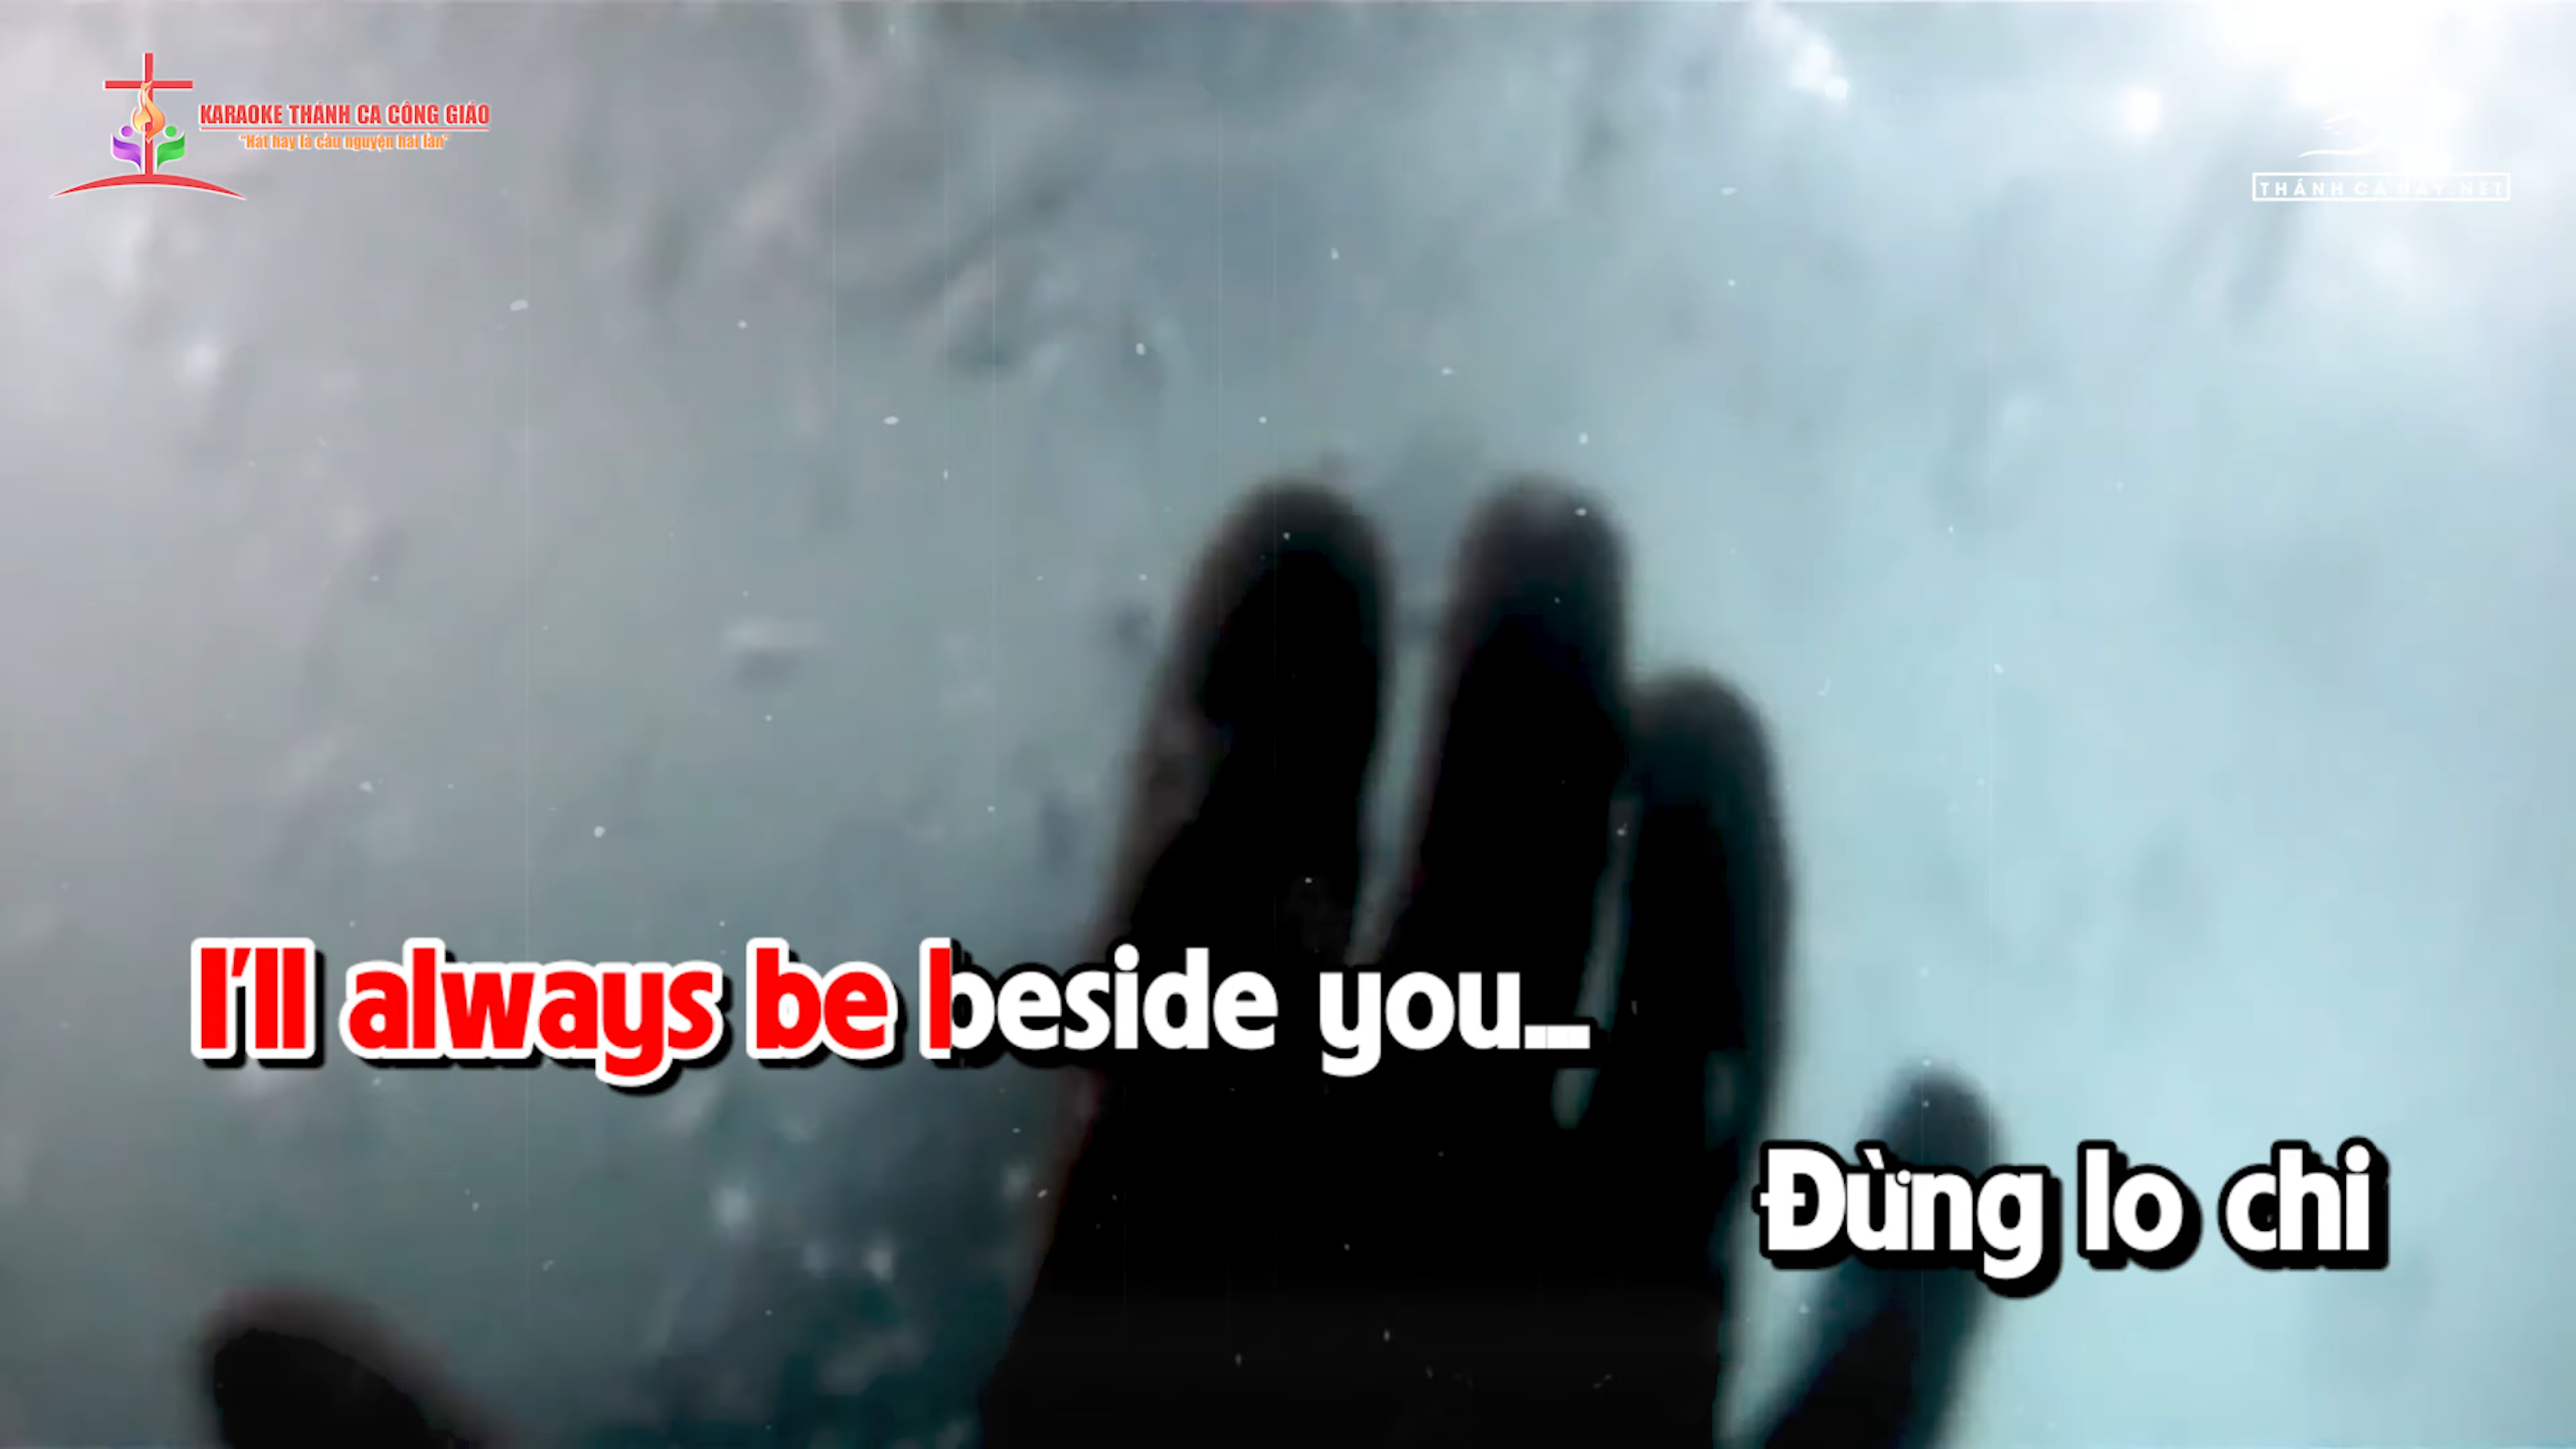 KARAOKE THÁNH CA CÔNG GIÁO
"Hát hay là cầu nguyện hai lần"
THÁNH CA HAY.NET
I'll always be beside you...
Đừng lo chi